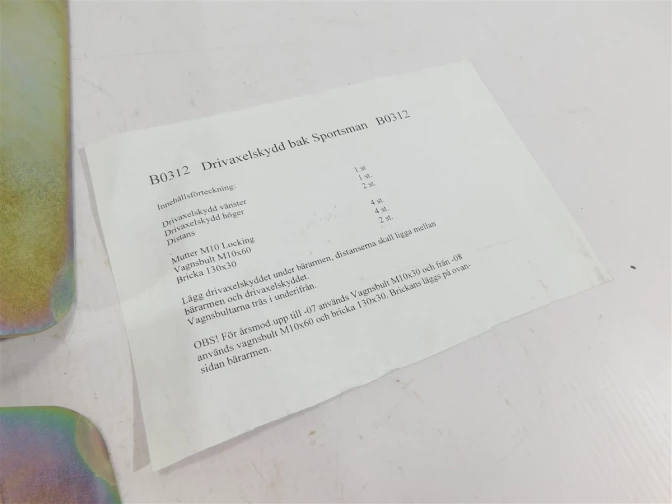 B0312 Drivaxelskydd bak Sportsman B0312
Innehållsförteckning:
Drivaxelskydd vänster 1 st
Drivaxelskydd höger 1 st.
Distans 2 st.
Mutter M10 Locking 4 st.
Vagnsbult M10x60 4 st.
Bricka 130x30 2 st.
Lägg drivaxelskyddet under bärarmen, distanserna skall ligga mellan
bärarmen och drivaxelskyddet.
Vagnsbultarna träs i underifrån.
OBS! För årsmod upp till -07 används Vagnsbult M10x30 och från -08
används vagnsbult M10x60 och bricka 130x30. Brickans läggs på ovan-
sidan bärarmen.